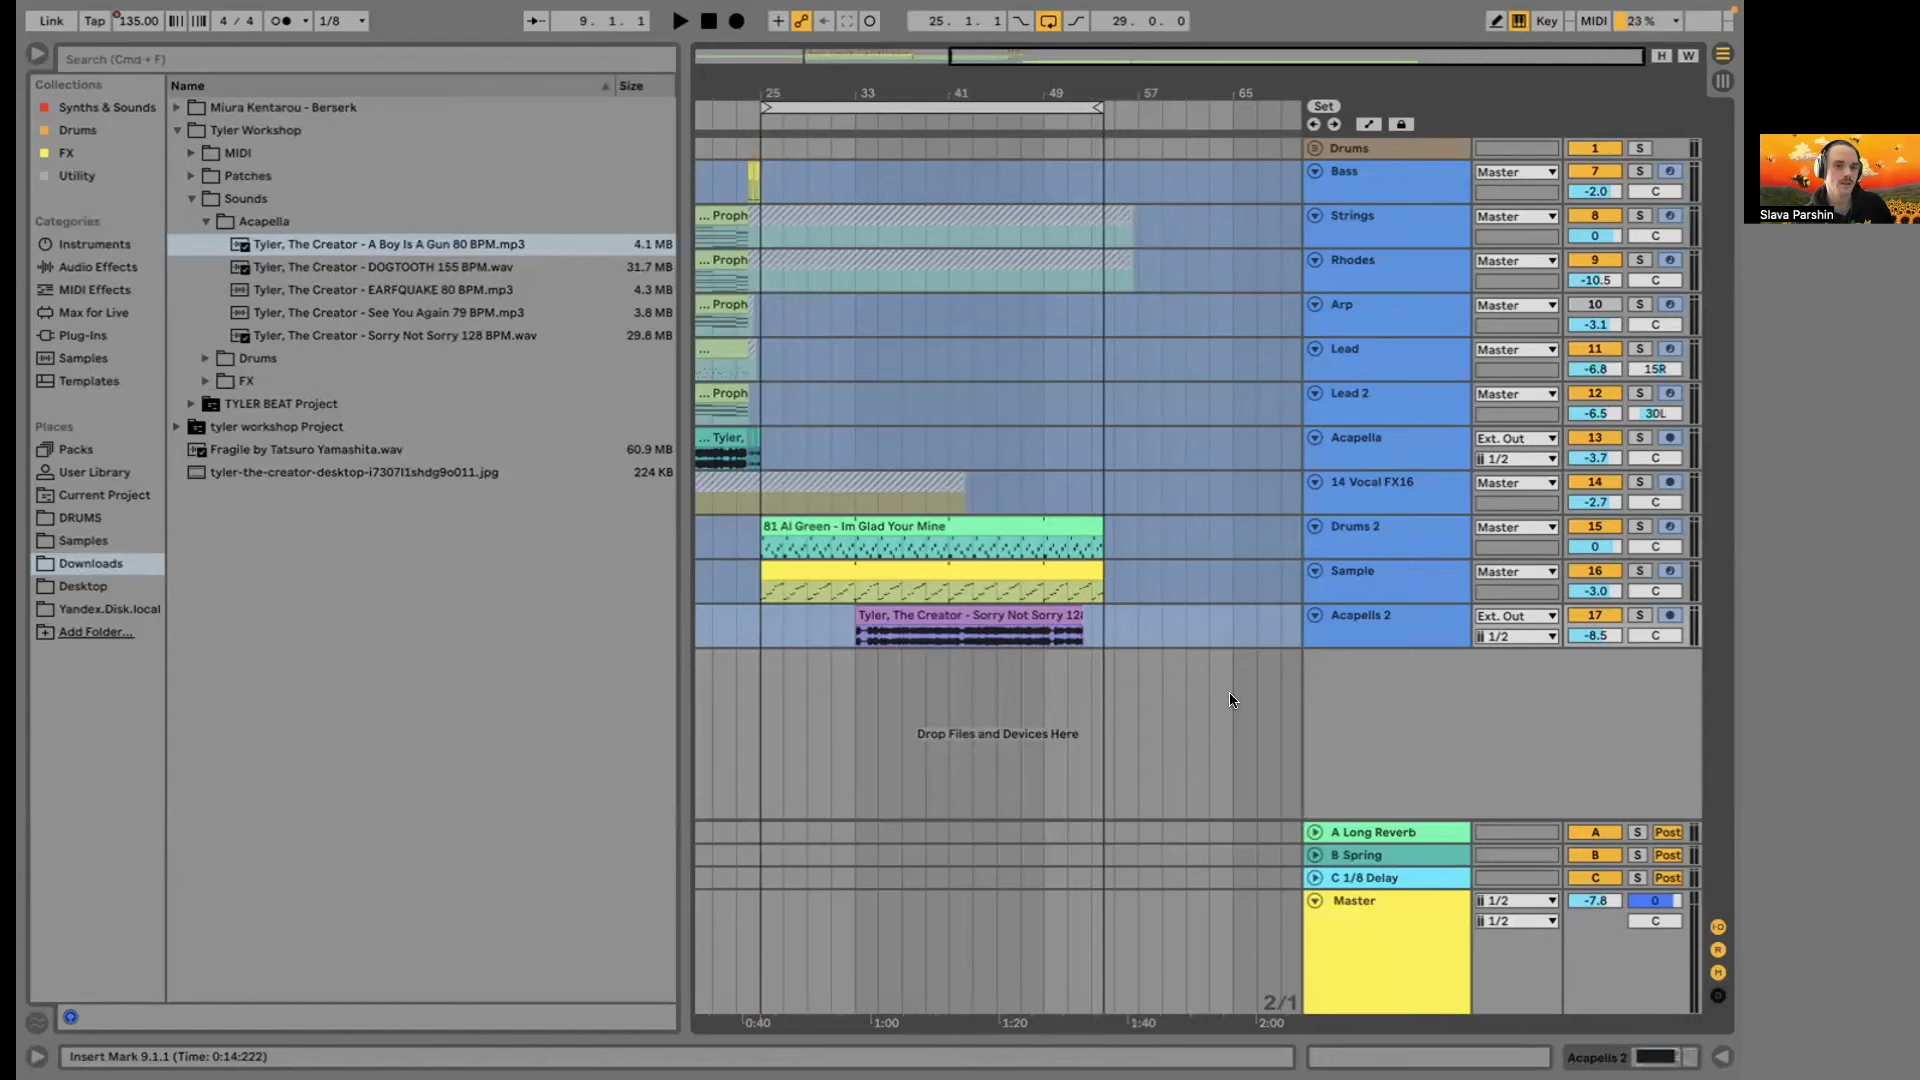 Link Tap 135.00 4 / 4 1/8 9. 1. 1 25. 1. 1 29. 0. 0 Key MIDI 23 %
Search (Cmd + F)
H W
Collections
Synths & Sounds
Drums
FX
Utility
Categories
Instruments
Audio Effects
MIDI Effects
Max for Live
Plug-Ins
Samples
Templates
Places
Packs
User Library
Current Project
DRUMS
Samples
Downloads
Desktop
Yandex.Disk.local
Add Folder...
Name Size
Miura Kentarou - Berserk
Tyler Workshop
MIDI
Patches
Sounds
Acapella
Tyler, The Creator - A Boy Is A Gun 80 BPM.mp3 4.1 MB
Tyler, The Creator - DOGTOOTH 155 BPM.wav 31.7 MB
Tyler, The Creator - EARFQUAKE 80 BPM.mp3 4.3 MB
Tyler, The Creator - See You Again 79 BPM.mp3 3.8 MB
Tyler, The Creator - Sorry Not Sorry 128 BPM.wav 29.8 MB
Drums
FX
TYLER BEAT Project
tyler workshop Project
Fragile by Tatsuro Yamashita.wav 60.9 MB
tyler-the-creator-desktop-i7307l1shdg9o011.jpg 224 KB
25 33 41 49 57 65
Set
Drums 1 S
Bass Master 7 S
-2.0 C
... Proph Strings Master 8 S
0 C
... Proph Rhodes Master 9 S
-10.5 C
... Proph Arp Master 10 S
-3.1 C
... Lead Master 11 S
-6.8 15R
... Proph Lead 2 Master 12 S
-6.5 30L
... Tyler, Acapella Ext. Out 13 S
1/2 -3.7 C
14 Vocal FX16 Master 14 S
-2.7 C
81 Al Green - Im Glad Your Mine Drums 2 Master 15 S
0 C
Sample Master 16 S
-3.0 C
Tyler, The Creator - Sorry Not Sorry 128 Acapells 2 Ext. Out 17 S
1/2 -8.5 C
Drop Files and Devices Here
A Long Reverb A S Post
B Spring B S Post
C 1/8 Delay C S Post
Master 1/2 -7.8 0
1/2 C
2/1
0:40 1:00 1:20 1:40 2:00
Insert Mark 9.1.1 (Time: 0:14:222)
Acapells 2
Slava Parshin